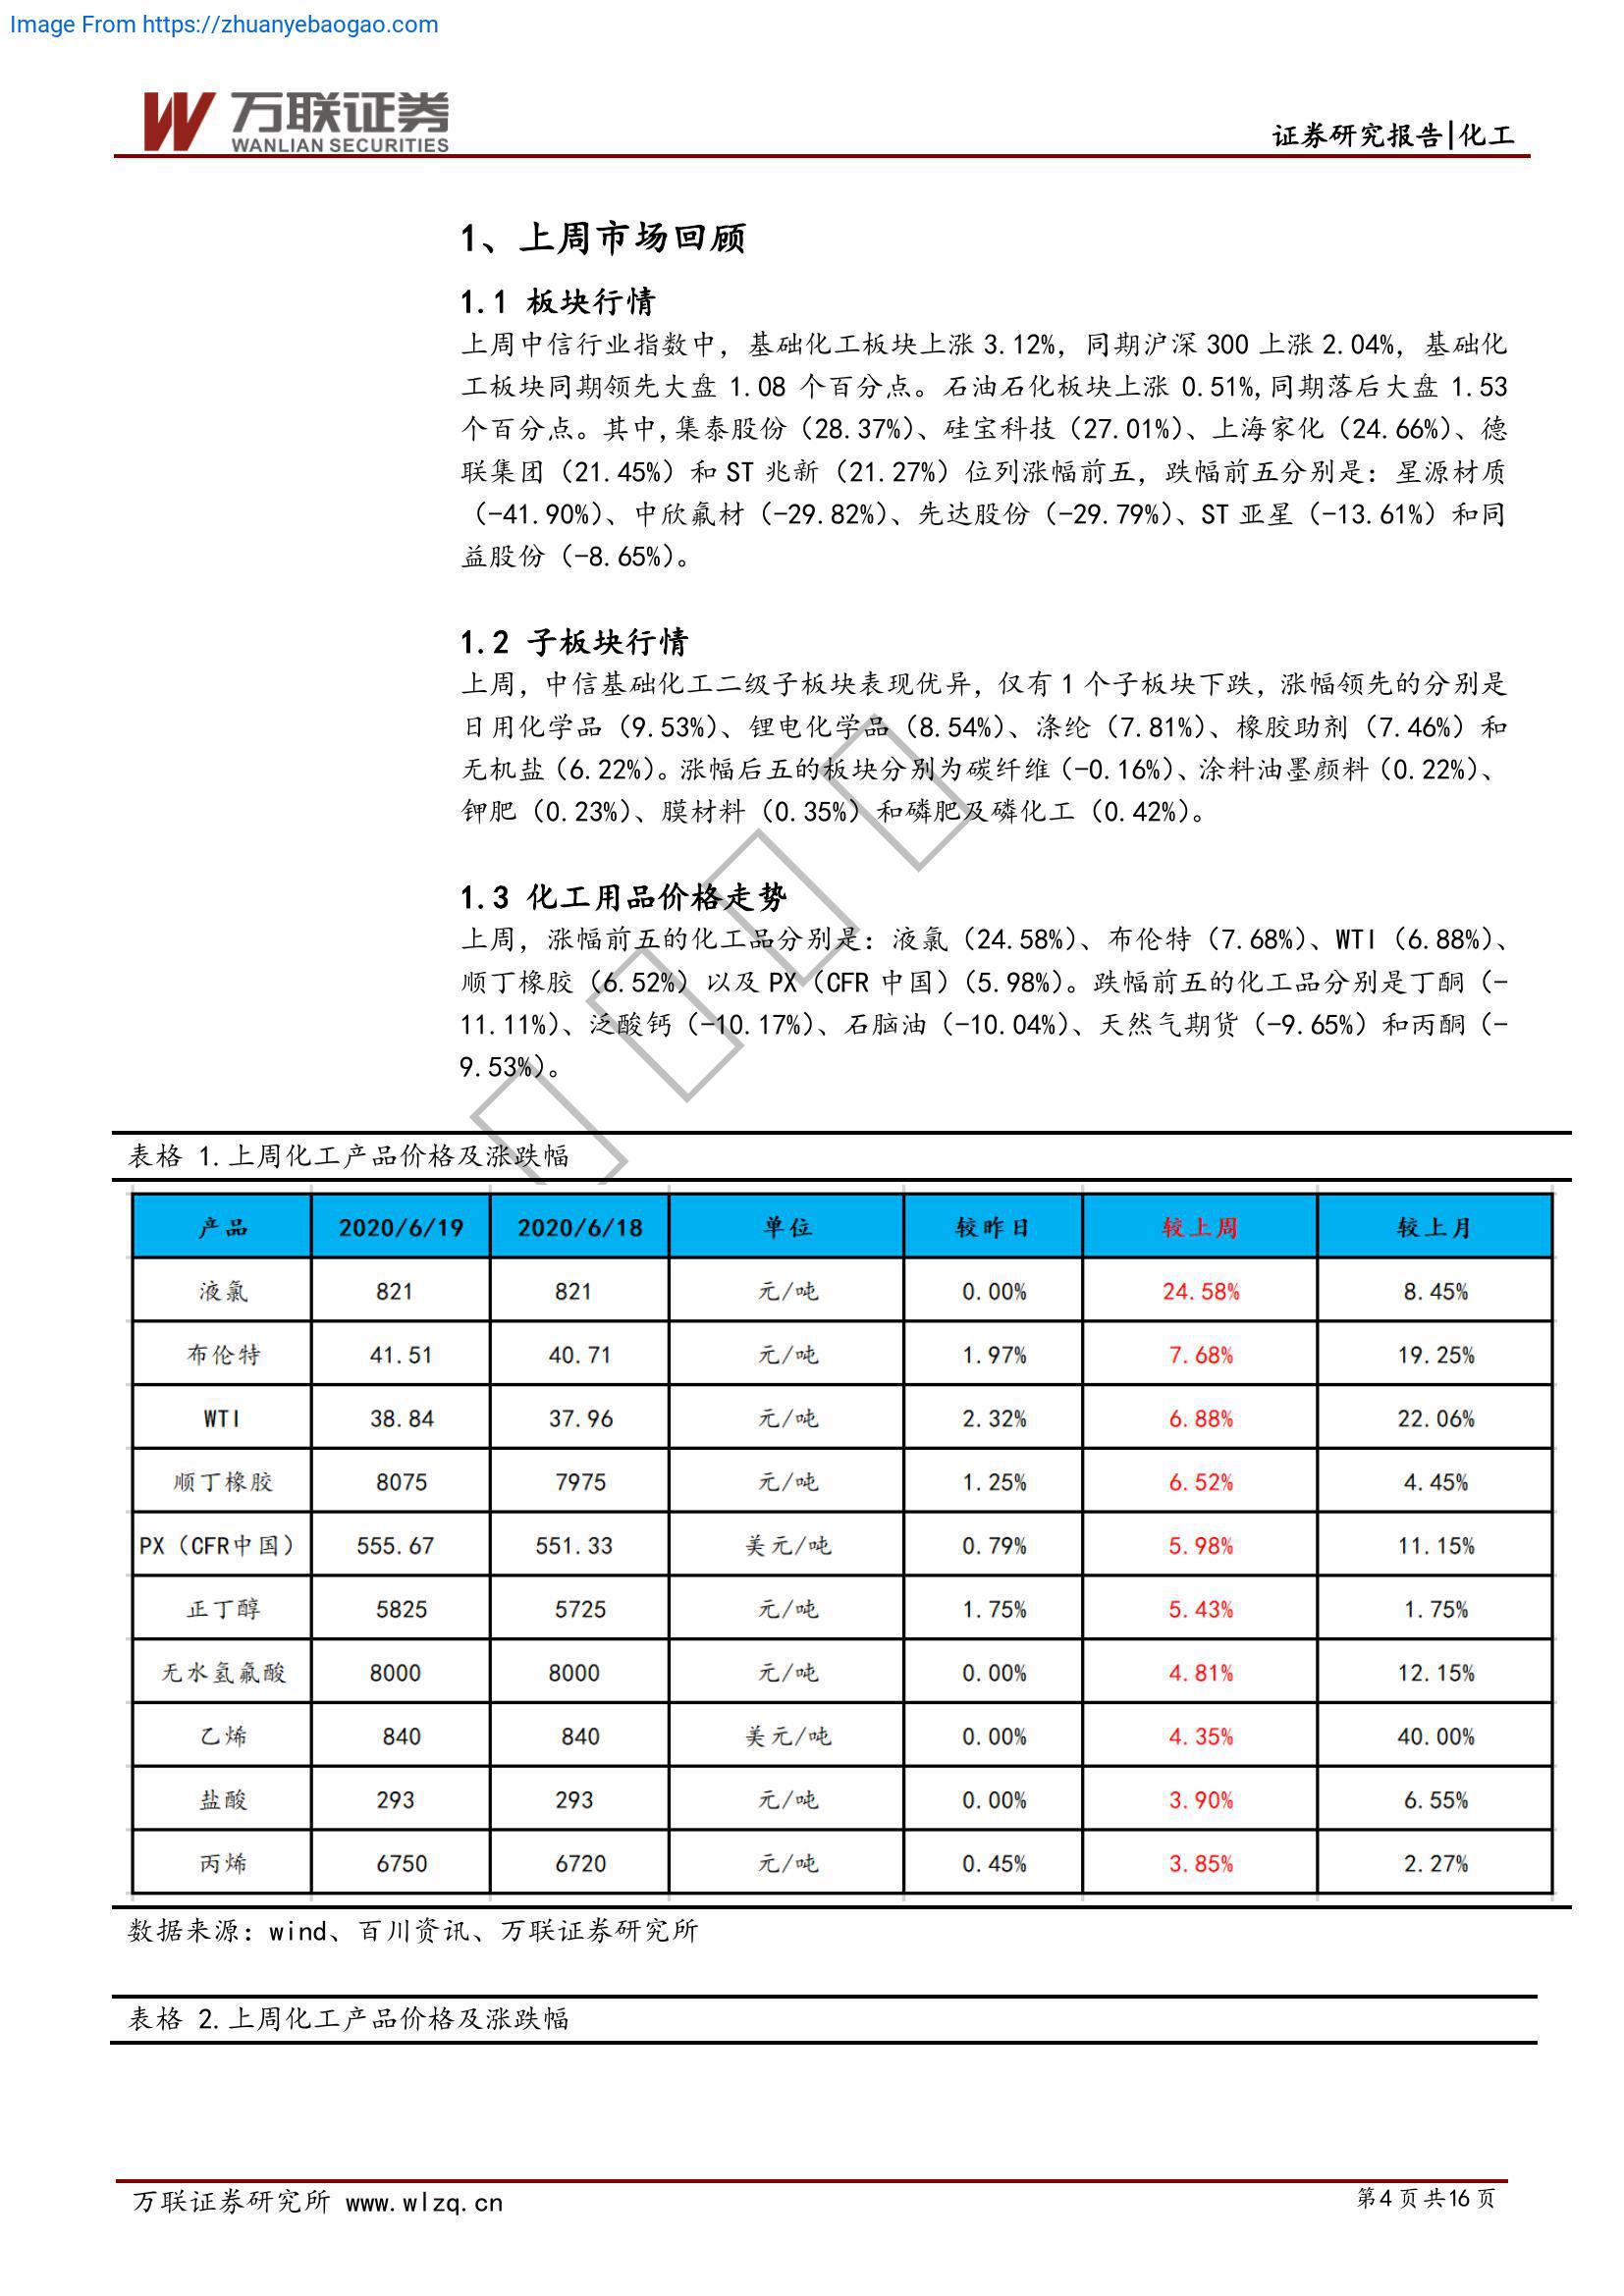 Image From https://zhuanyebaogao.com
万联证券
WANLIAN SECURITIES
证券研究报告|化工
1、上周市场回顾
1.1 板块行情
上周中信行业指数中，基础化工板块上涨 3.12%，同期沪深 300 上涨 2.04%，基础化
工板块同期领先大盘 1.08 个百分点。石油石化板块上涨 0.51%,同期落后大盘 1.53
个百分点。其中,集泰股份（28.37%）、硅宝科技（27.01%）、上海家化（24.66%）、德
联集团（21.45%）和 ST 兆新（21.27%）位列涨幅前五，跌幅前五分别是：星源材质
（-41.90%）、中欣氟材（-29.82%）、先达股份（-29.79%）、ST 亚星（-13.61%）和同
益股份（-8.65%）。
1.2 子板块行情
上周，中信基础化工二级子板块表现优异，仅有 1 个子板块下跌，涨幅领先的分别是
日用化学品（9.53%）、锂电化学品（8.54%）、涤纶（7.81%）、橡胶助剂（7.46%）和
无机盐（6.22%）。涨幅后五的板块分别为碳纤维（-0.16%）、涂料油墨颜料（0.22%）、
钾肥（0.23%）、膜材料（0.35%）和磷肥及磷化工（0.42%）。
1.3 化工用品价格走势
上周，涨幅前五的化工品分别是：液氯（24.58%）、布伦特（7.68%）、WTI（6.88%）、
顺丁橡胶（6.52%）以及 PX（CFR 中国）（5.98%）。跌幅前五的化工品分别是丁酮（-
11.11%）、泛酸钙（-10.17%）、石脑油（-10.04%）、天然气期货（-9.65%）和丙酮（-
9.53%）。
表格 1.上周化工产品价格及涨跌幅
产品 2020/6/19 2020/6/18 单位 较昨日 较上周 较上月
液氯 821 821 元/吨 0.00% 24.58% 8.45%
布伦特 41.51 40.71 元/吨 1.97% 7.68% 19.25%
WTI 38.84 37.96 元/吨 2.32% 6.88% 22.06%
顺丁橡胶 8075 7975 元/吨 1.25% 6.52% 4.45%
PX（CFR中国） 555.67 551.33 美元/吨 0.79% 5.98% 11.15%
正丁醇 5825 5725 元/吨 1.75% 5.43% 1.75%
无水氢氟酸 8000 8000 元/吨 0.00% 4.81% 12.15%
乙烯 840 840 美元/吨 0.00% 4.35% 40.00%
盐酸 293 293 元/吨 0.00% 3.90% 6.55%
丙烯 6750 6720 元/吨 0.45% 3.85% 2.27%
数据来源：wind、百川资讯、万联证券研究所
表格 2.上周化工产品价格及涨跌幅
万联证券研究所 www.wlzq.cn
第4页共16页